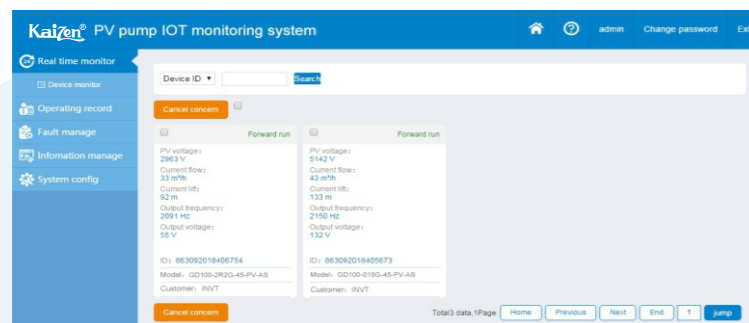 Kaizen® PV pump IOT monitoring system
admin
Change password
Ex
Real time monitor
Device monitor
Operating record
Fault manage
Infomation manage
System config
Device ID
Search
Cancel concern
Forward run
PV voltage:
2963 V
Current flow:
33 m³/h
Current lift:
92 m
Output frequency:
2091 Hz
Output voltage:
55 V
ID: 863092018406754
Model: GD100-2R2G-45-PV-AS
Customer: INVT
Forward run
PV voltage:
5142 V
Current flow:
43 m³/h
Current lift:
133 m
Output frequency:
2150 Hz
Output voltage:
132 V
ID: 863092018405673
Model: GD100-015G-45-PV-AS
Customer: INVT
Cancel concern
Total3 data,1Page
Home
Previous
Next
End
1
jump